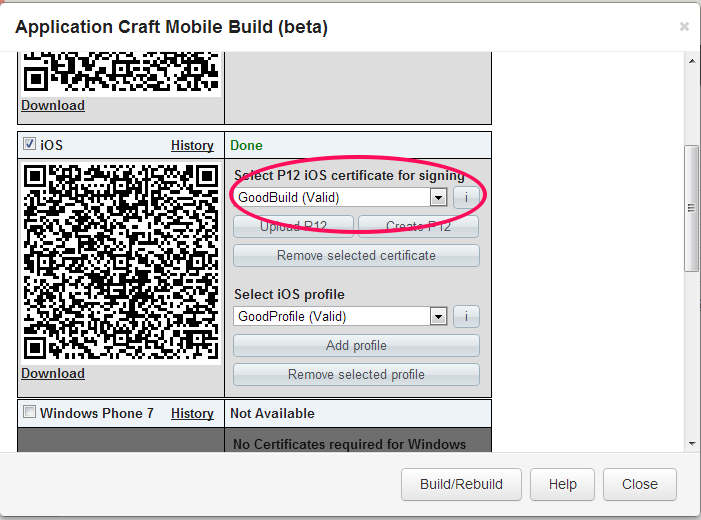 Application Craft Mobile Build (beta)
Download
iOS History Done
Select P12 iOS certificate for signing
GoodBuild (Valid) i
Upload P12 Create P12
Remove selected certificate
Select iOS profile
GoodProfile (Valid) i
Add profile
Download
Remove selected profile
Windows Phone 7 History Not Available
No Certificates required for Windows
Build/Rebuild Help Close